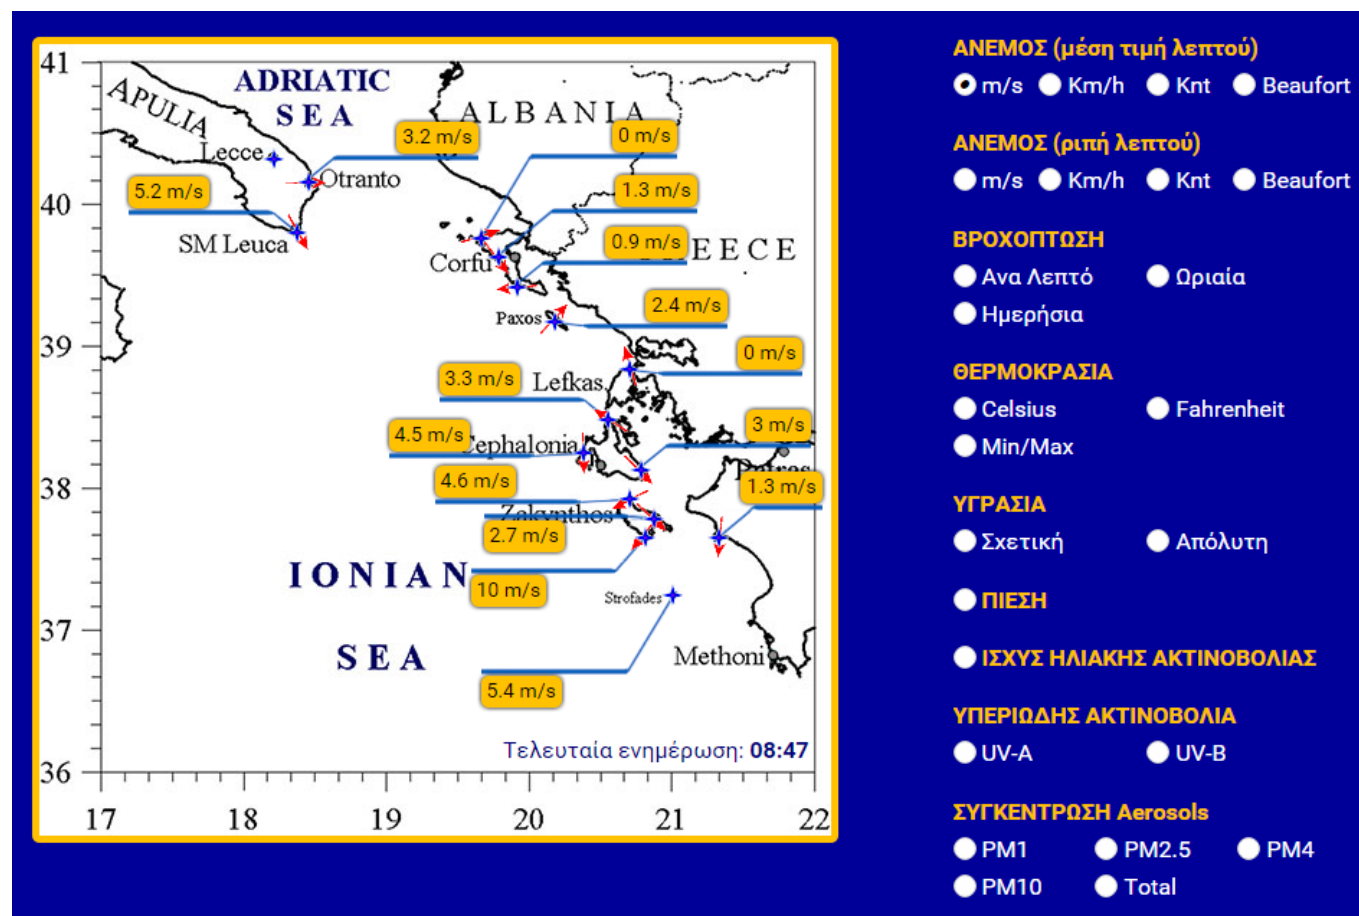 41
ADRIATIC
SEA
APULIA
ALBANIA
3.2 m/s
0 m/s
Lecce
Otranto
5.2 m/s
1.3 m/s
40
SM Leuca
0.9 m/s
Corfu
Paxos
2.4 m/s
39
0 m/s
3.3 m/s
Lefkas
4.5 m/s
3 m/s
38
4.6 m/s
1.3 m/s
Zakynthos
2.7 m/s
IONIAN
10 m/s
Strofades
37
SEA
Methoni
5.4 m/s
Τελευταία ενημέρωση: 08:47
36
17 18 19 20 21 22
ΑΝΕΜΟΣ (μέση τιμή λεπτού)
m/s Km/h Knt Beaufort
ΑΝΕΜΟΣ (ριπή λεπτού)
m/s Km/h Knt Beaufort
ΒΡΟΧΟΠΤΩΣΗ
Ανα Λεπτό Ωριαία
Ημερήσια
ΘΕΡΜΟΚΡΑΣΙΑ
Celsius Fahrenheit
Min/Max
ΥΓΡΑΣΙΑ
Σχετική Απόλυτη
ΠΙΕΣΗ
ΙΣΧΥΣ ΗΛΙΑΚΗΣ ΑΚΤΙΝΟΒΟΛΙΑΣ
ΥΠΕΡΙΩΔΗΣ ΑΚΤΙΝΟΒΟΛΙΑ
UV-A UV-B
ΣΥΓΚΕΝΤΡΩΣΗ Aerosols
PM1 PM2.5 PM4
PM10 Total